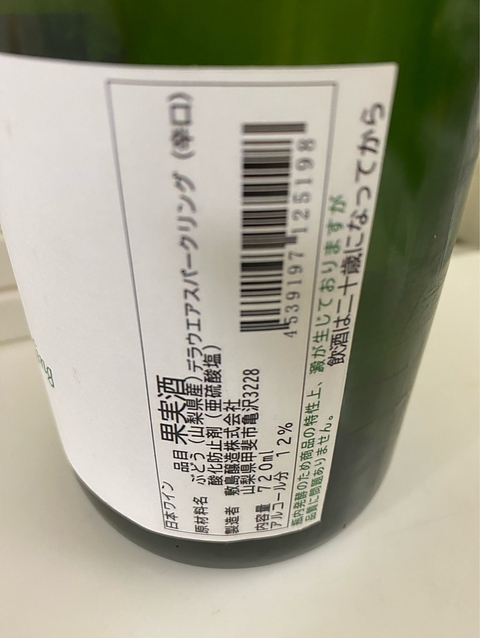 デラウエアスパークリング (辛口)
日本ワイン 品目 果実酒
原材料名 ぶどう (山梨県産)
酸化防止剤 (亜硫酸塩)
製造者 敷島醸造株式会社
山梨県甲斐市亀沢3228
内容量 720ml
アルコール分 12%
4539197125198
瓶内発酵のため商品の特性上、澱が生じておりますが
品質に問題ありません。
飲酒は二十歳になってから
ng